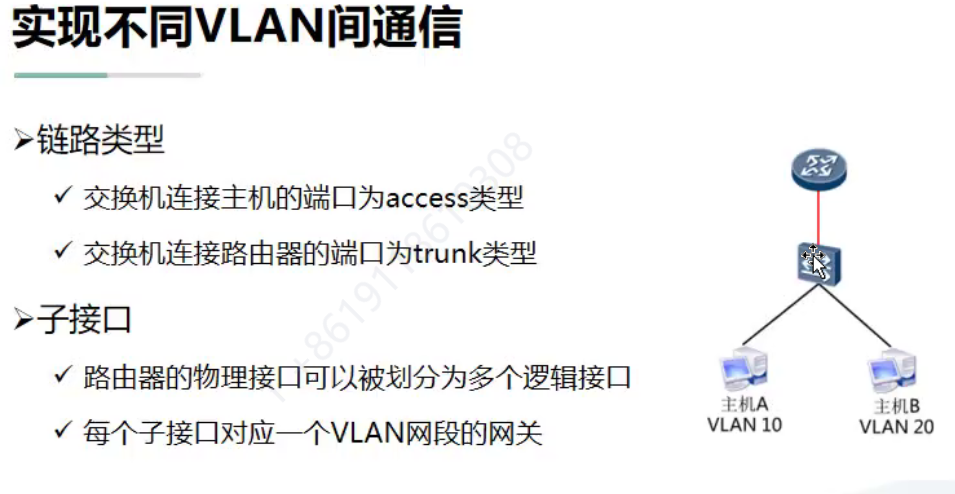 实现不同VLAN间通信
➢链路类型
✓ 交换机连接主机的端口为access类型
✓ 交换机连接路由器的端口为trunk类型
➢子接口
✓ 路由器的物理接口可以被划分为多个逻辑接口
✓ 每个子接口对应一个VLAN网段的网关
主机A
VLAN 10
主机B
VLAN 20